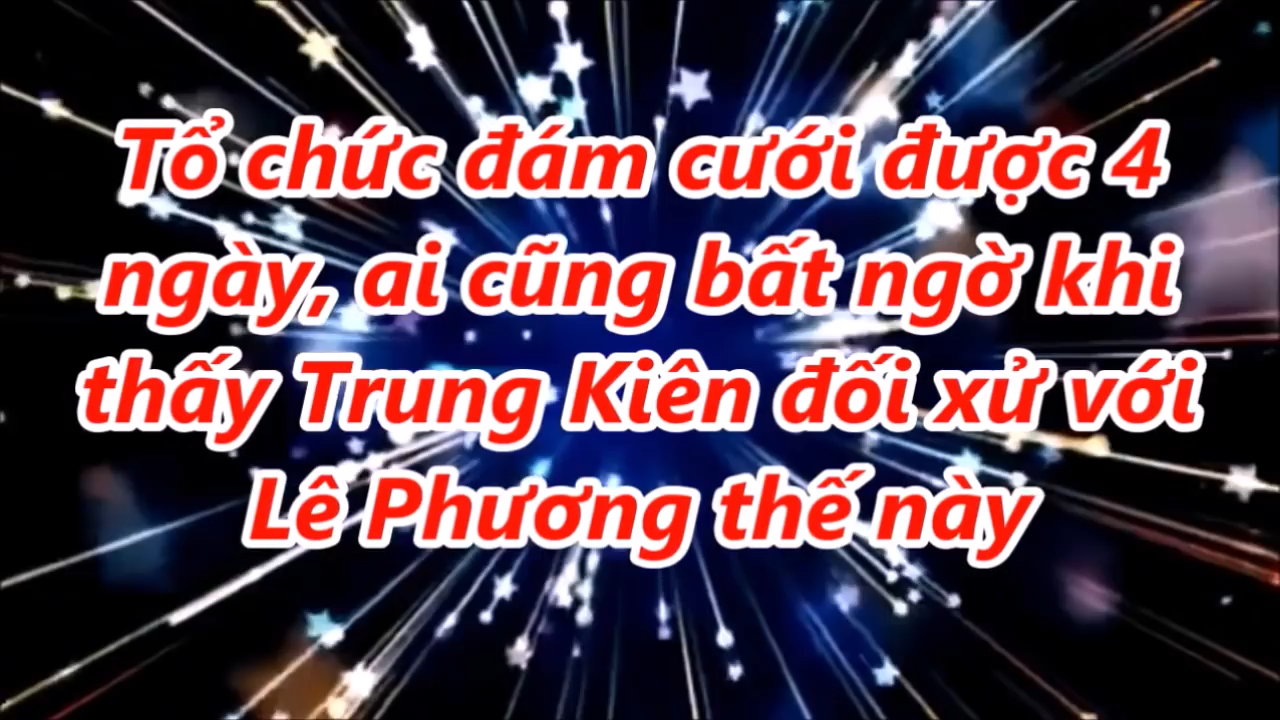 Tổ chức đám cưới được 4
ngày, ai cũng bất ngờ khi
thấy Trung Kiên đối xử với
Lê Phương thế này